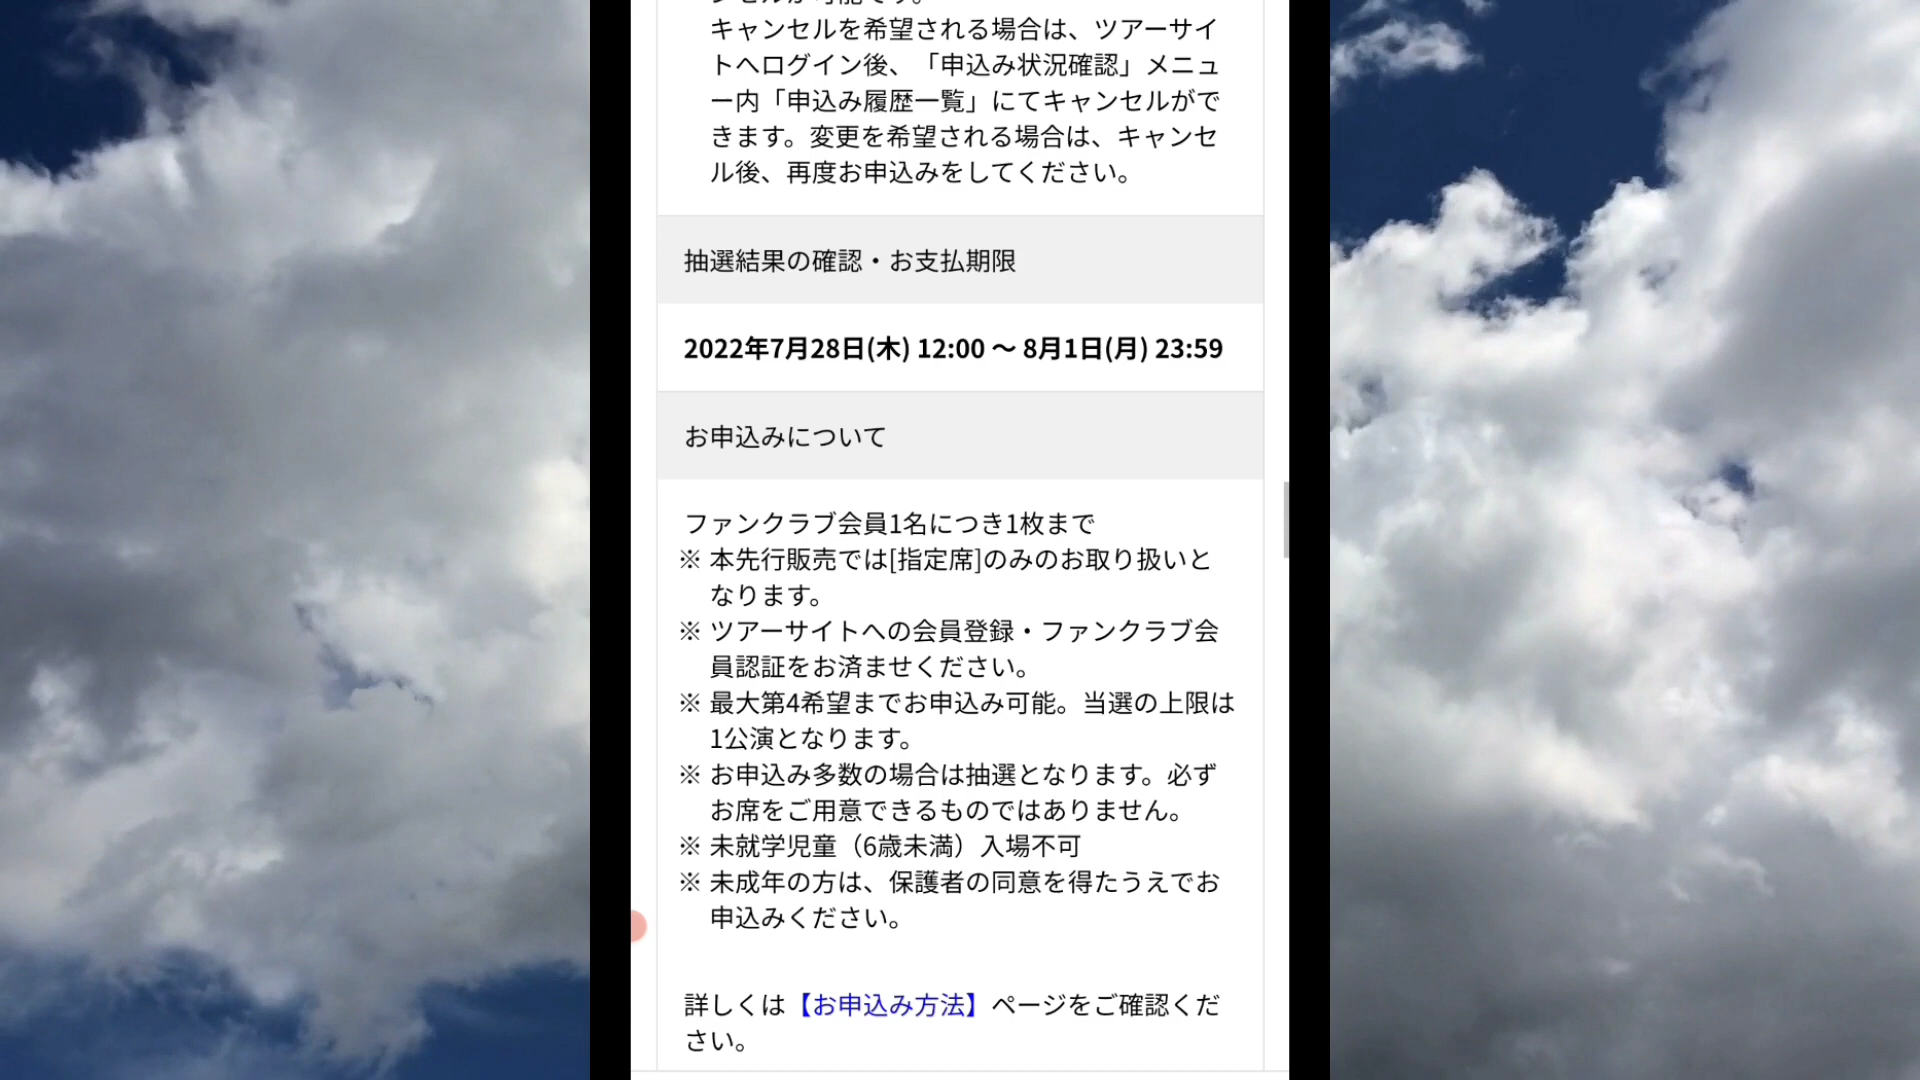 キャンセルを希望される場合は、ツアーサイ
トへログイン後、「申込み状況確認」メニュ
ー内「申込み履歴一覧」にてキャンセルがで
きます。変更を希望される場合は、キャンセ
ル後、再度お申込みをしてください。
抽選結果の確認・お支払期限
2022年7月28日(木) 12:00 〜 8月1日(月) 23:59
お申込みについて
ファンクラブ会員1名につき1枚まで
※ 本先行販売では[指定席]のみのお取り扱いと
なります。
※ ツアーサイトへの会員登録・ファンクラブ会
員認証をお済ませください。
※ 最大第4希望までお申込み可能。当選の上限は
1公演となります。
※ お申込み多数の場合は抽選となります。必ず
お席をご用意できるものではありません。
※ 未就学児童（6歳未満）入場不可
※ 未成年の方は、保護者の同意を得たうえでお
申込みください。
詳しくは【お申込み方法】ページをご確認くだ
さい。